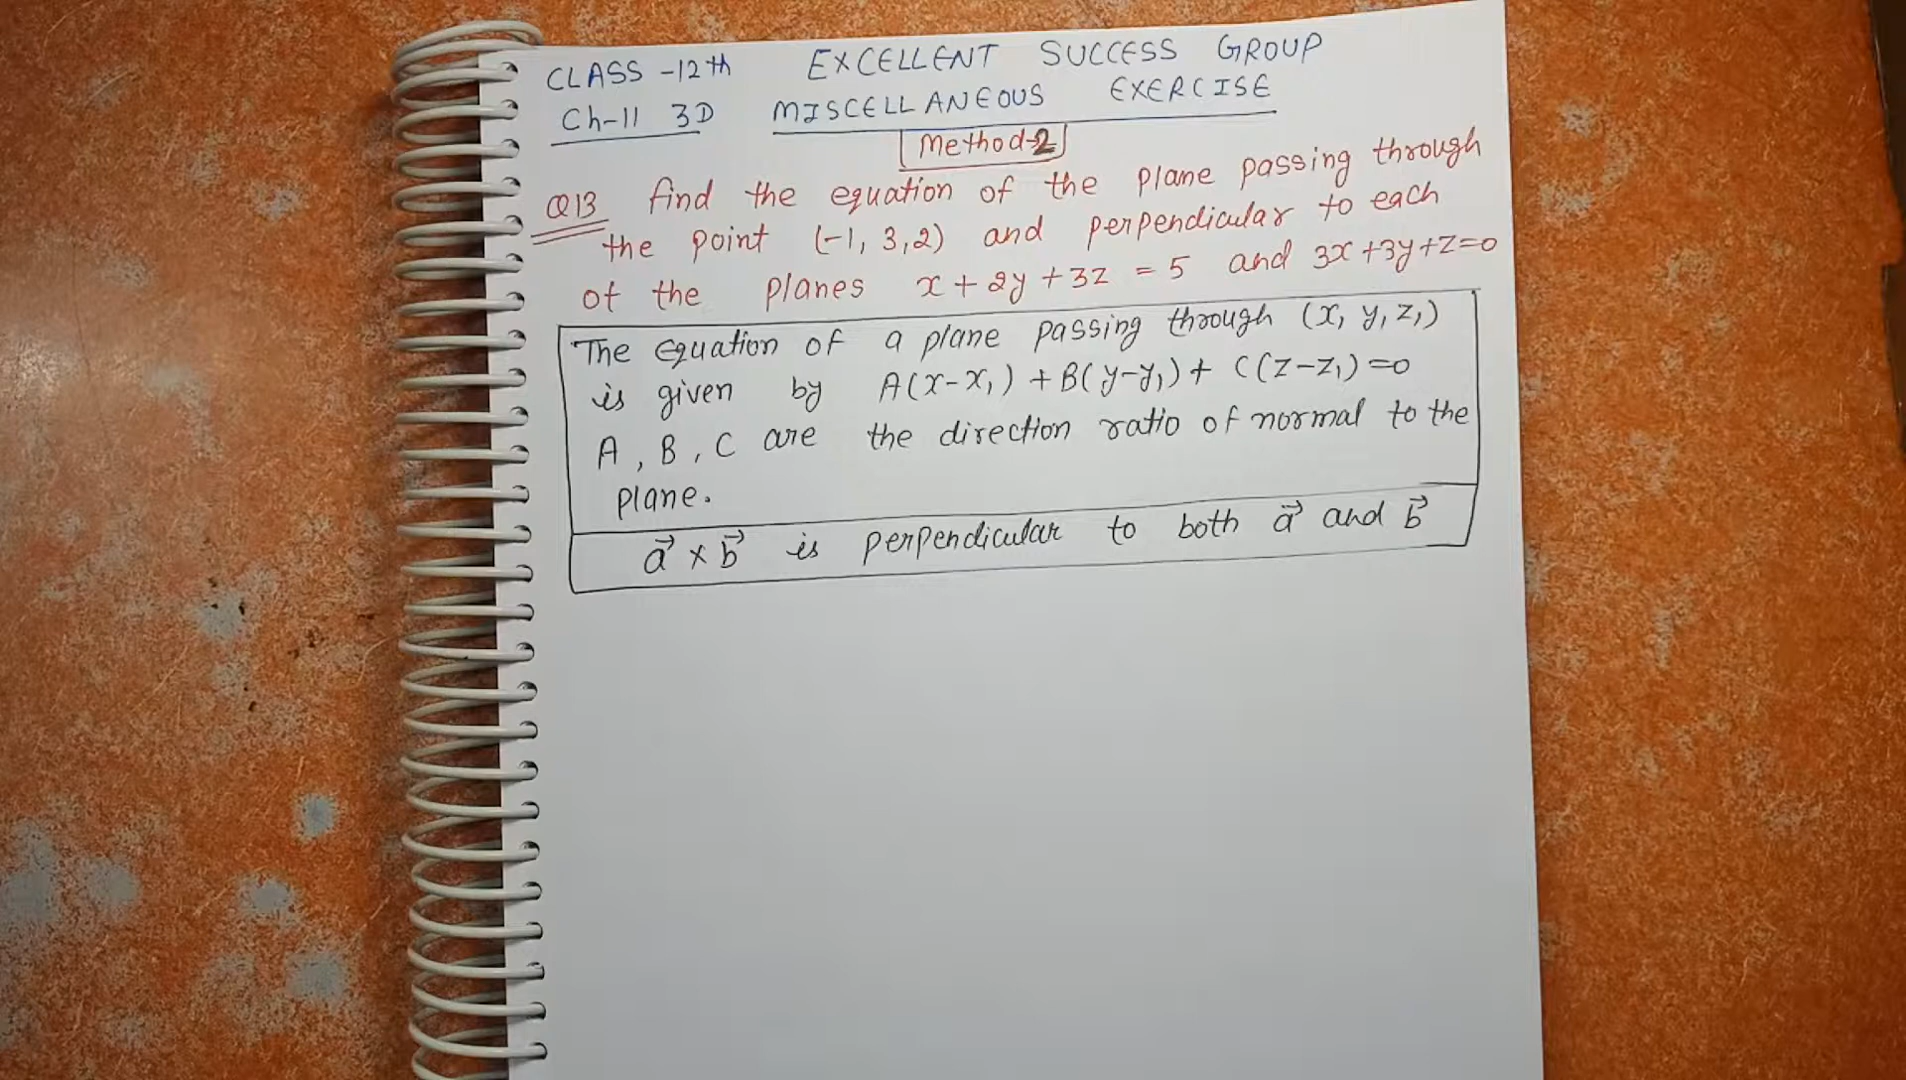 CLASS -12th EXCELLENT SUCCESS GROUP
Ch-11 3D MISCELLANEOUS EXERCISE
Method-2
Q13 find the equation of the plane passing through
the point (-1, 3, 2) and perpendicular to each
of the planes x + 2y + 3z = 5 and 3x + 3y + z = 0
The equation of a plane passing through (x₁ y₁ z₁)
is given by A(x-x₁) + B(y-y₁) + C(z-z₁) = 0
A, B, C are the direction ratio of normal to the
plane.
a⃗ × b⃗ is perpendicular to both a⃗ and b⃗